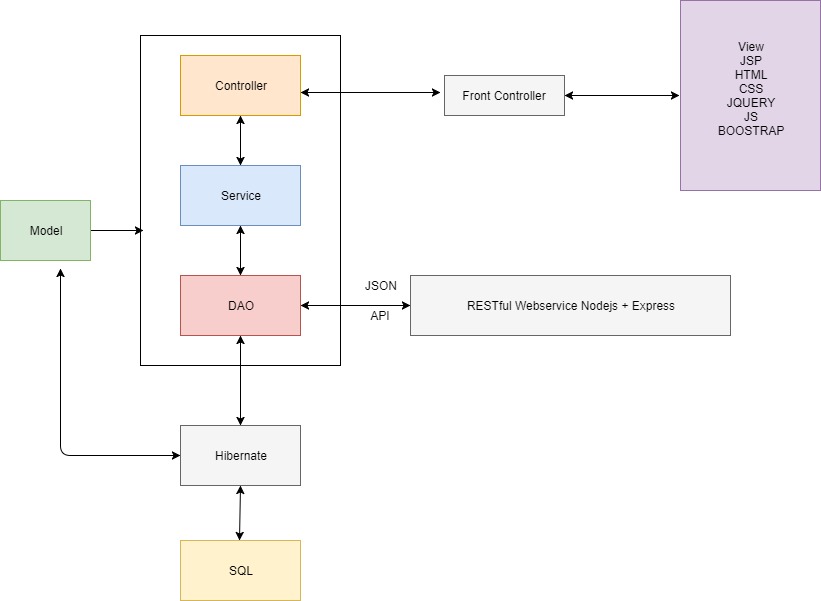 View
JSP
HTML
CSS
JQUERY
JS
BOOSTRAP
Controller
Front Controller
Service
Model
JSON
DAO
RESTful Webservice Nodejs + Express
API
Hibernate
SQL